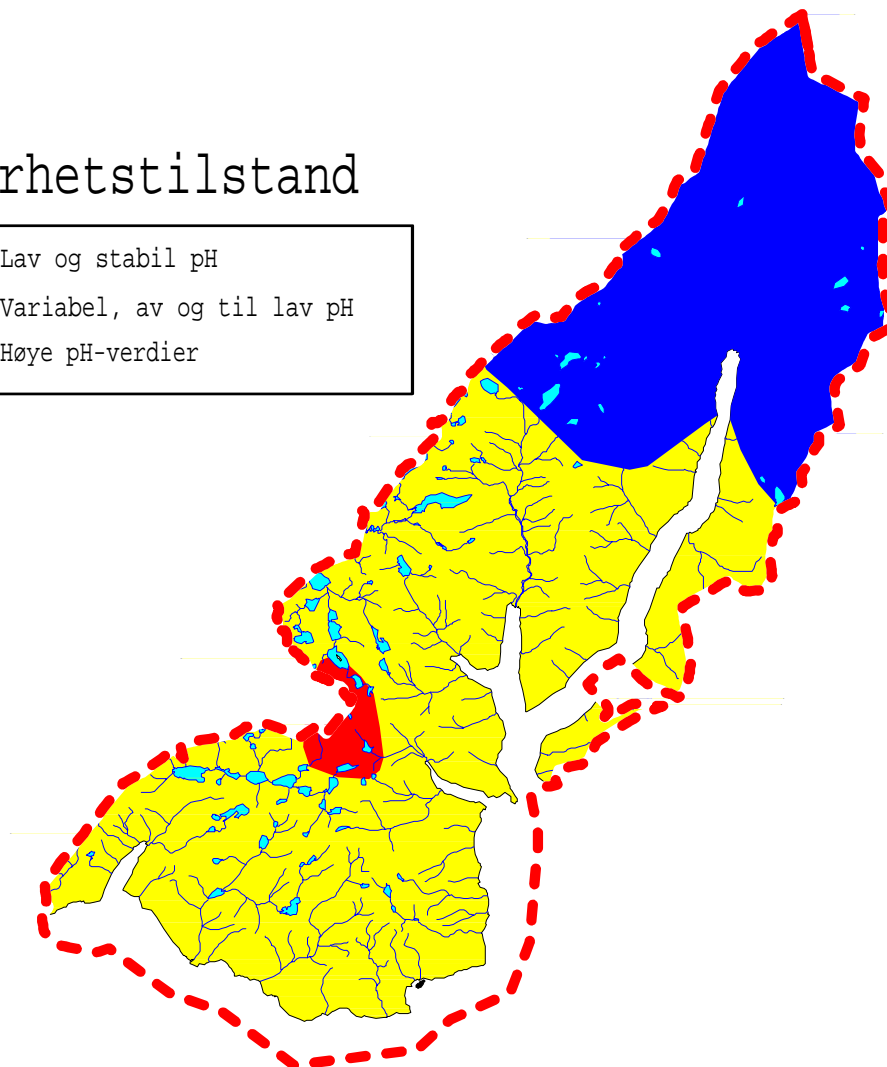 rhetstilstand
Lav og stabil pH
Variabel, av og til lav pH
Høye pH-verdier